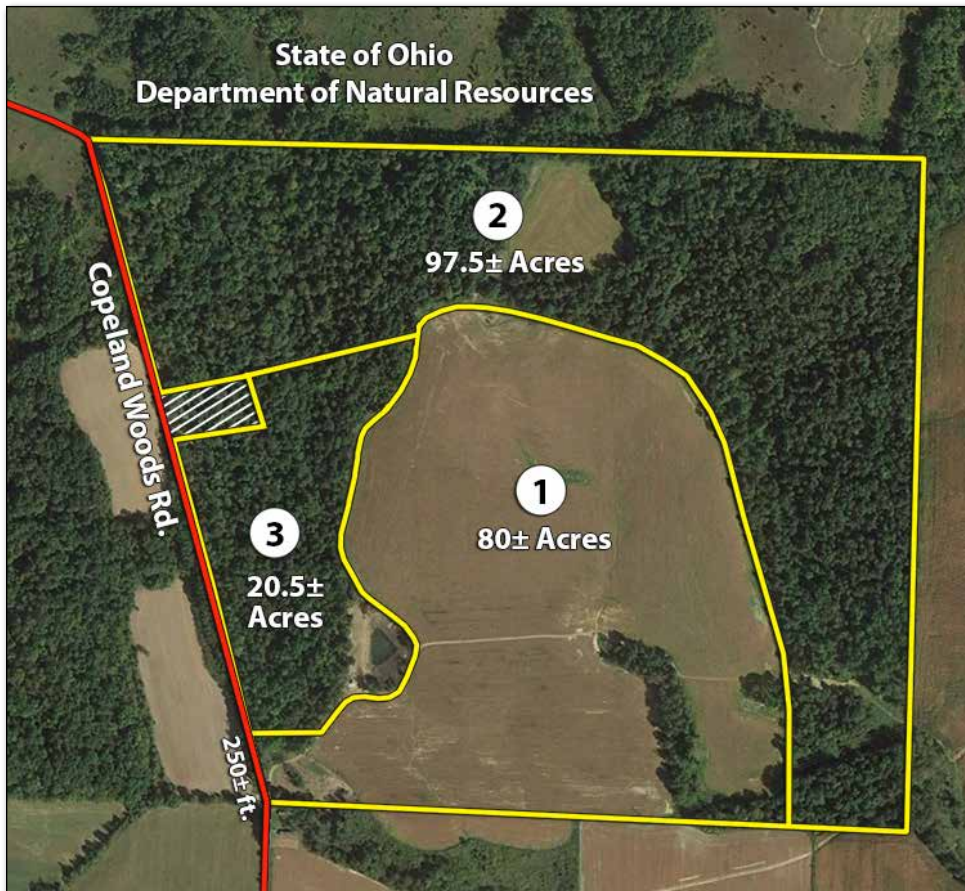 State of Ohio
Department of Natural Resources
2
97.5± Acres
Copeland Woods Rd.
1
80± Acres
3
20.5±
Acres
250± ft.